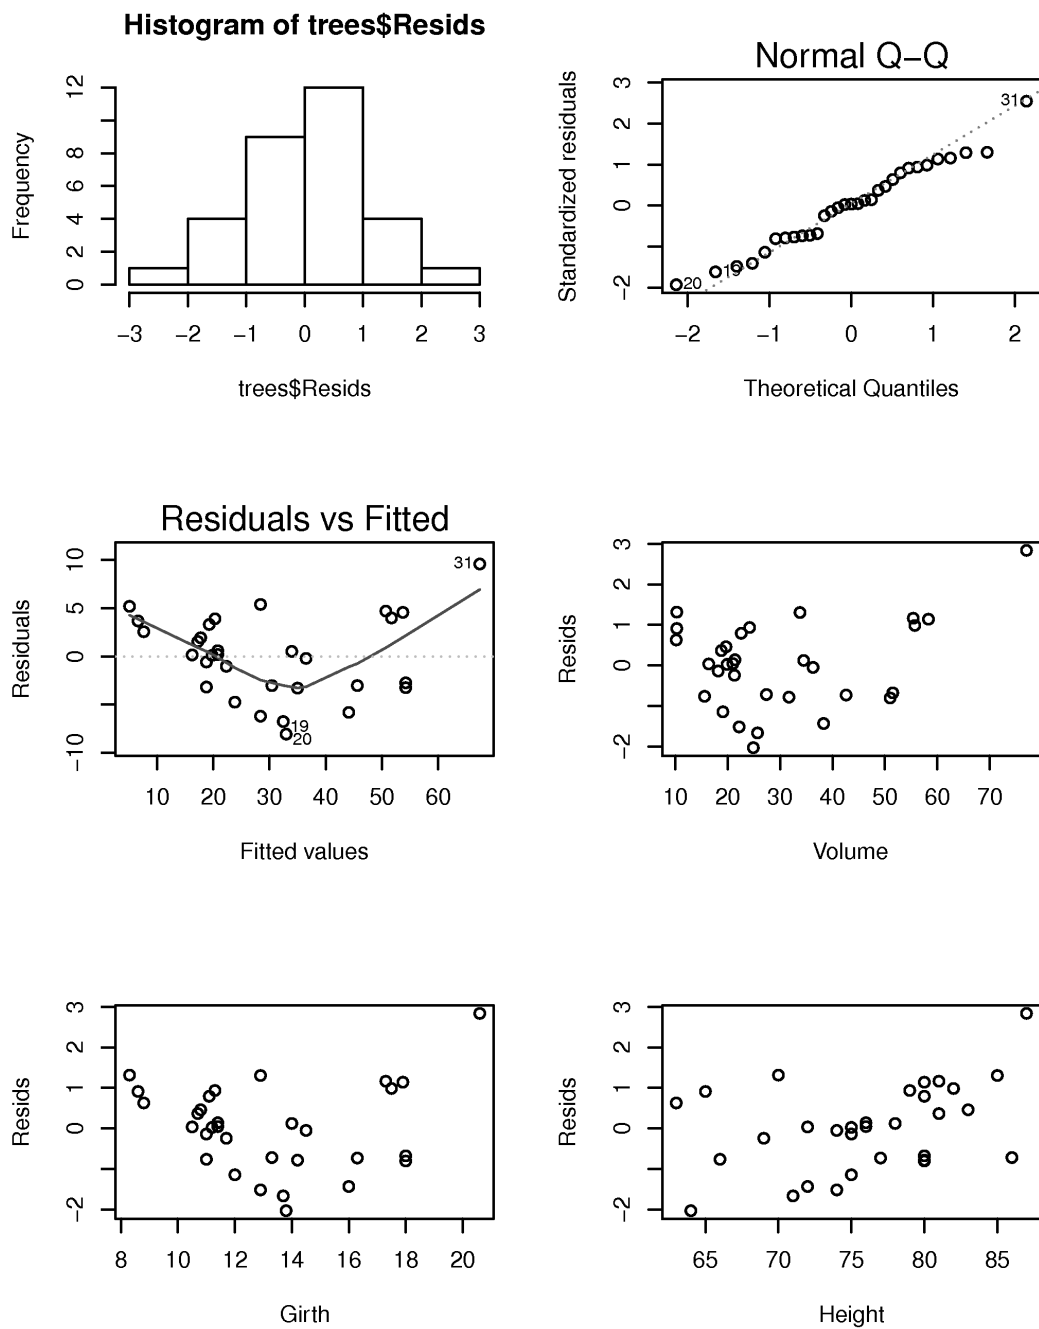 Histogram of trees$Resids
Frequency
0 2 4 6 8 12
−3 −2 −1 0 1 2 3
trees$Resids
Normal Q−Q
Standardized residuals
−2 0 1 2 3
31
19
20
−2 −1 0 1 2
Theoretical Quantiles
Residuals vs Fitted
Residuals
−10 0 5 10
31
19
20
10 20 30 40 50 60
Fitted values
Resids
−2 0 1 2 3
10 20 30 40 50 60 70
Volume
Resids
−2 0 1 2 3
8 10 12 14 16 18 20
Girth
Resids
−2 0 1 2 3
65 70 75 80 85
Height